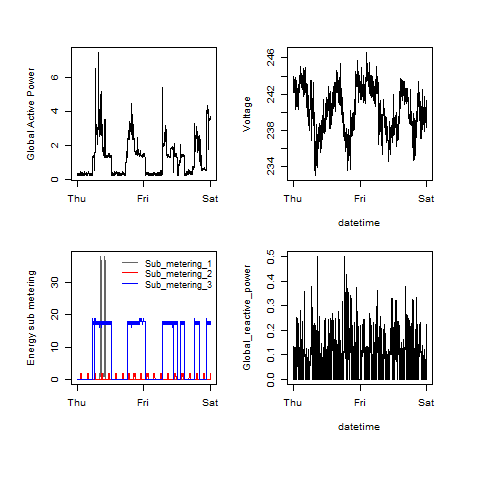 Global Active Power
0 2 4 6
Thu Fri Sat
Voltage
234 238 242 246
Thu Fri Sat
datetime
Energy sub metering
0 10 20 30
Sub_metering_1
Sub_metering_2
Sub_metering_3
Thu Fri Sat
Global_reactive_power
0.0 0.1 0.2 0.3 0.4 0.5
Thu Fri Sat
datetime